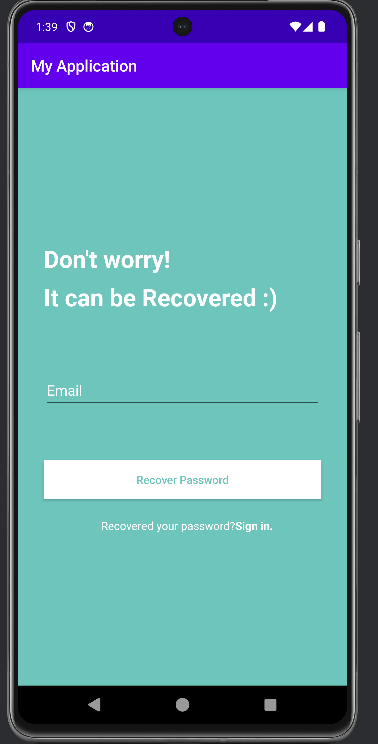 1:39
My Application
Don't worry!
It can be Recovered :)
Email
Recover Password
Recovered your password?Sign in.